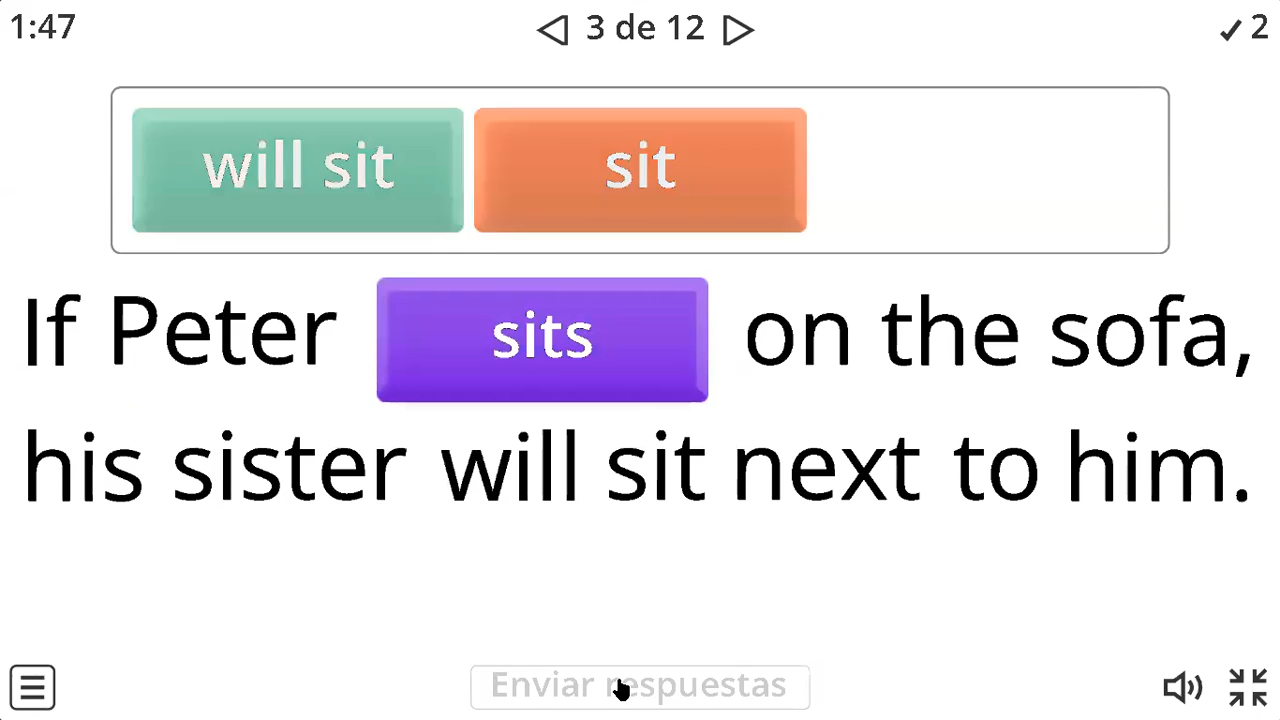 1:47
3 de 12
2
will sit
sit
If Peter sits on the sofa,
his sister will sit next to him.
Enviar respuestas